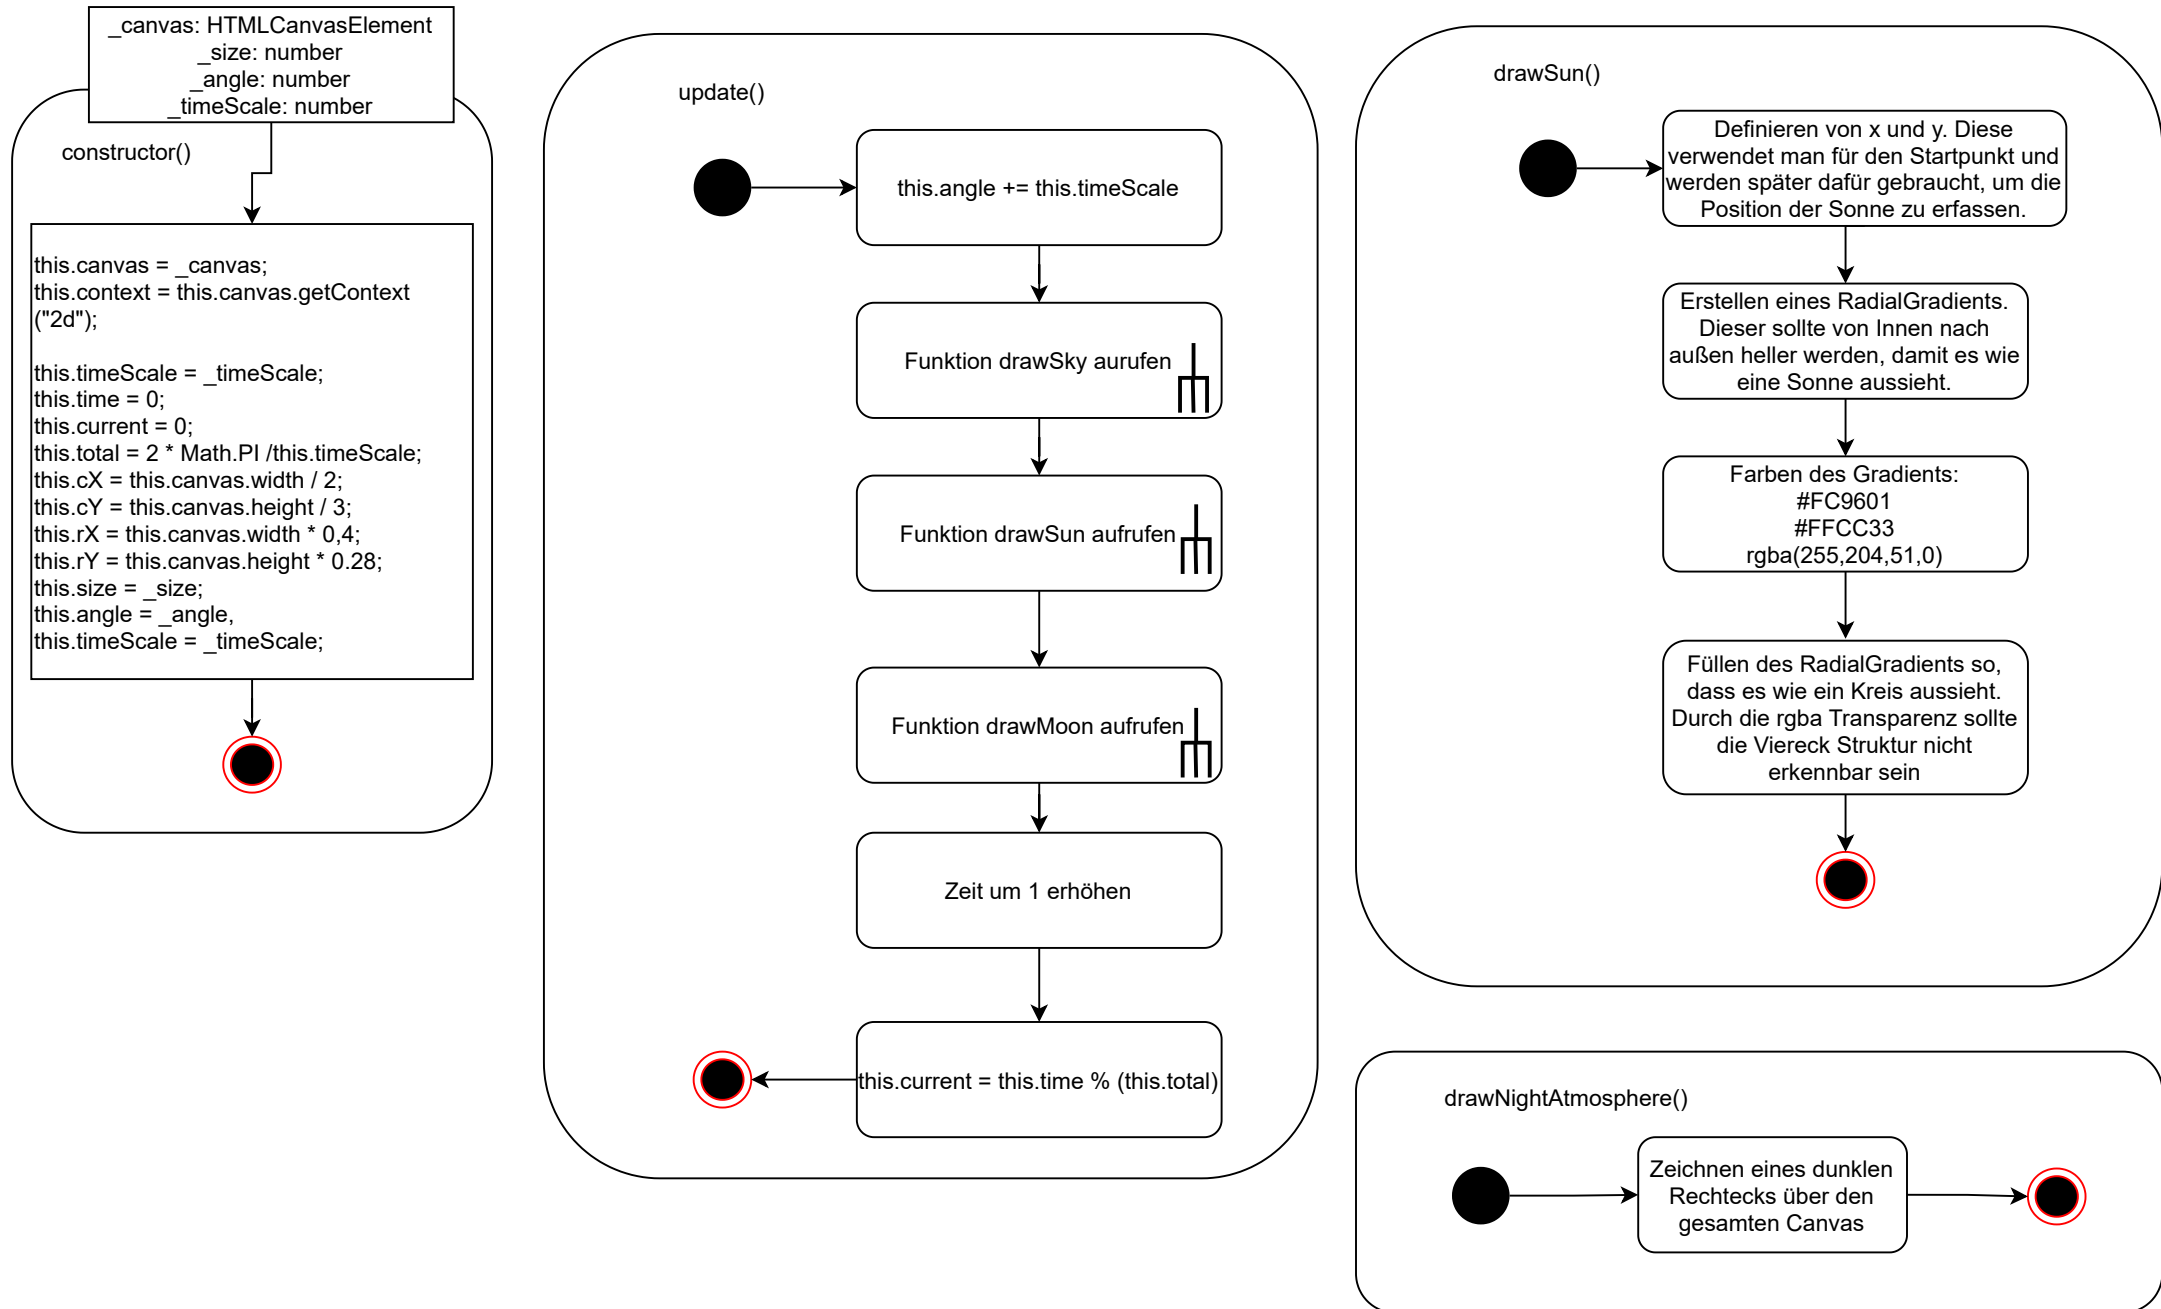 _canvas: HTMLCanvasElement
_size: number
_angle: number
_timeScale: number
constructor()
this.canvas = _canvas;
this.context = this.canvas.getContext
("2d");
this.timeScale = _timeScale;
this.time = 0;
this.current = 0;
this.total = 2 * Math.PI /this.timeScale;
this.cX = this.canvas.width / 2;
this.cY = this.canvas.height / 3;
this.rX = this.canvas.width * 0,4;
this.rY = this.canvas.height * 0.28;
this.size = _size;
this.angle = _angle,
this.timeScale = _timeScale;
update()
this.angle += this.timeScale
Funktion drawSky aurufen
Funktion drawSun aufrufen
Funktion drawMoon aufrufen
Zeit um 1 erhöhen
this.current = this.time % (this.total)
drawSun()
Definieren von x und y. Diese
verwendet man für den Startpunkt und
werden später dafür gebraucht, um die
Position der Sonne zu erfassen.
Erstellen eines RadialGradients.
Dieser sollte von Innen nach
außen heller werden, damit es wie
eine Sonne aussieht.
Farben des Gradients:
#FC9601
#FFCC33
rgba(255,204,51,0)
Füllen des RadialGradients so,
dass es wie ein Kreis aussieht.
Durch die rgba Transparenz sollte
die Viereck Struktur nicht
erkennbar sein
drawNightAtmosphere()
Zeichnen eines dunklen
Rechtecks über den
gesamten Canvas